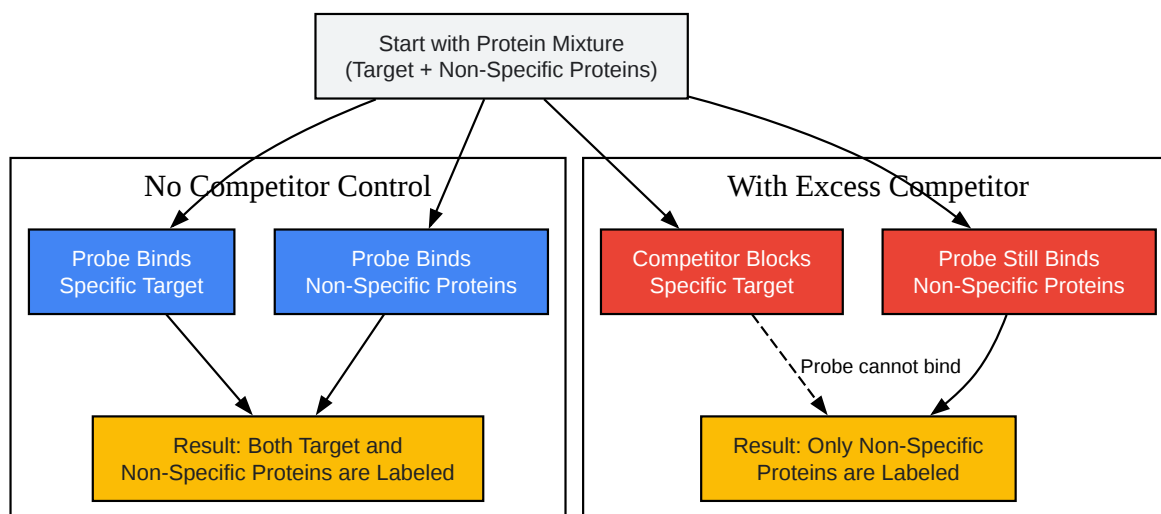 Start with Protein Mixture
(Target + Non-Specific Proteins)
No Competitor Control
Probe Binds
Specific Target
Probe Binds
Non-Specific Proteins
Result: Both Target and
Non-Specific Proteins are Labeled
With Excess Competitor
Competitor Blocks
Specific Target
Probe Still Binds
Non-Specific Proteins
Probe cannot bind
Result: Only Non-Specific
Proteins are Labeled